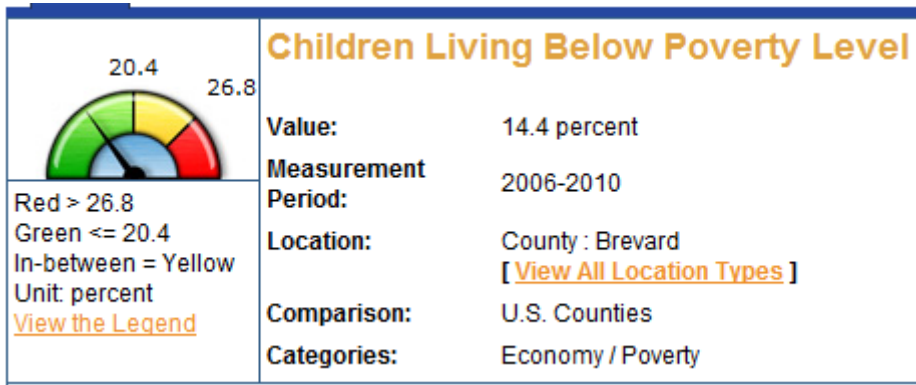 20.4
26.8
Red > 26.8
Green <= 20.4
In-between = Yellow
Unit: percent
View the Legend
Children Living Below Poverty Level
Value: 14.4 percent
Measurement
Period: 2006-2010
Location: County : Brevard
[ View All Location Types ]
Comparison: U.S. Counties
Categories: Economy / Poverty